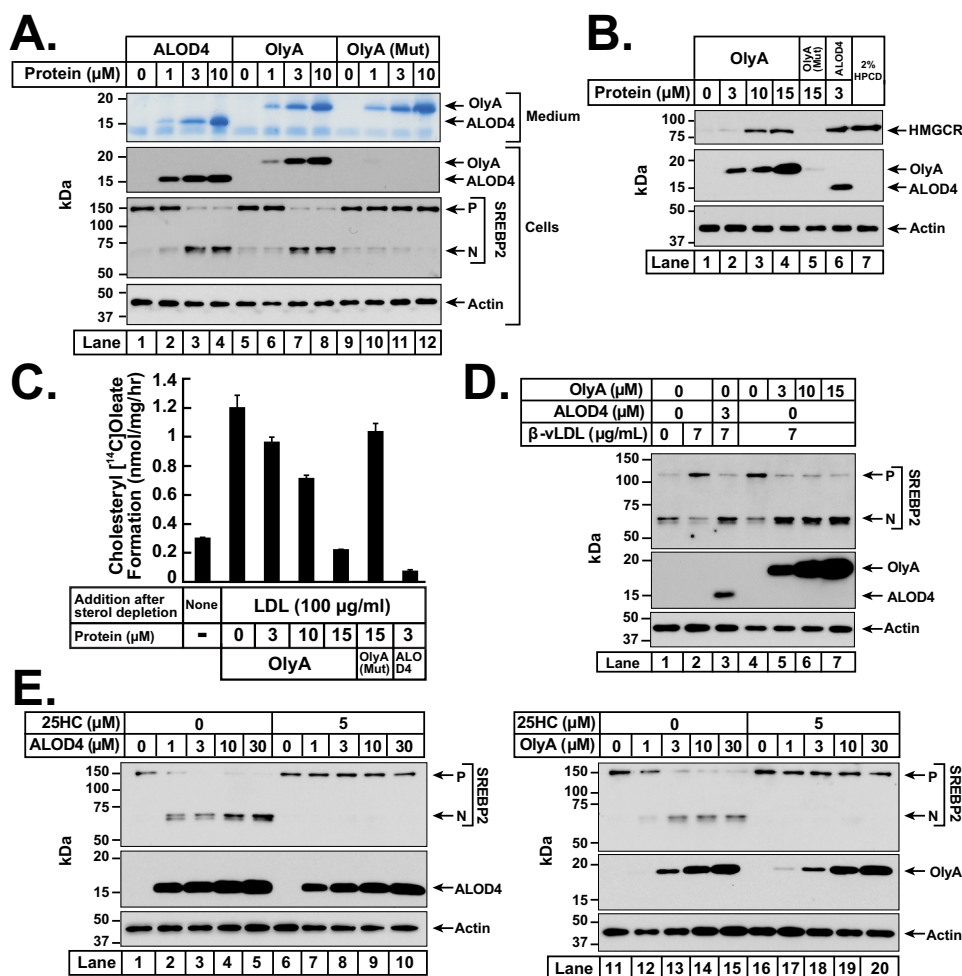 A.
ALOD4 OlyA OlyA (Mut)
Protein (µM) 0 1 3 10 0 1 3 10 0 1 3 10
20
15
OlyA
ALOD4
Medium
20
15
OlyA
ALOD4
kDa
150
100
75
50
P
N
SREBP2
Cells
50
37
Actin
Lane 1 2 3 4 5 6 7 8 9 10 11 12
B.
OlyA OlyA (Mut) ALOD4 2% HPCD
Protein (µM) 0 3 10 15 15 3
100
75
HMGCR
kDa
20
15
OlyA
ALOD4
50
37
Actin
Lane 1 2 3 4 5 6 7
C.
Cholesteryl [¹⁴C]Oleate
Formation (nmol/mg/hr)
1.4
1.2
1.0
0.8
0.6
0.4
0.2
0
Addition after sterol depletion None LDL (100 µg/ml)
Protein (µM) - 0 3 10 15 15 3
OlyA OlyA (Mut) ALO D4
D.
OlyA (µM) 0 0 0 3 10 15
ALOD4 (µM) 0 3 0
β-vLDL (µg/mL) 0 7 7 7
150
100
75
50
P
N
SREBP2
kDa
20
15
OlyA
ALOD4
50
37
Actin
Lane 1 2 3 4 5 6 7
E.
25HC (µM) 0 5
ALOD4 (µM) 0 1 3 10 30 0 1 3 10 30
150
100
75
50
P
N
SREBP2
kDa
20
15
ALOD4
50
37
Actin
Lane 1 2 3 4 5 6 7 8 9 10
25HC (µM) 0 5
OlyA (µM) 0 1 3 10 30 0 1 3 10 30
150
100
75
50
P
N
SREBP2
kDa
20
15
OlyA
50
37
Actin
Lane 11 12 13 14 15 16 17 18 19 20